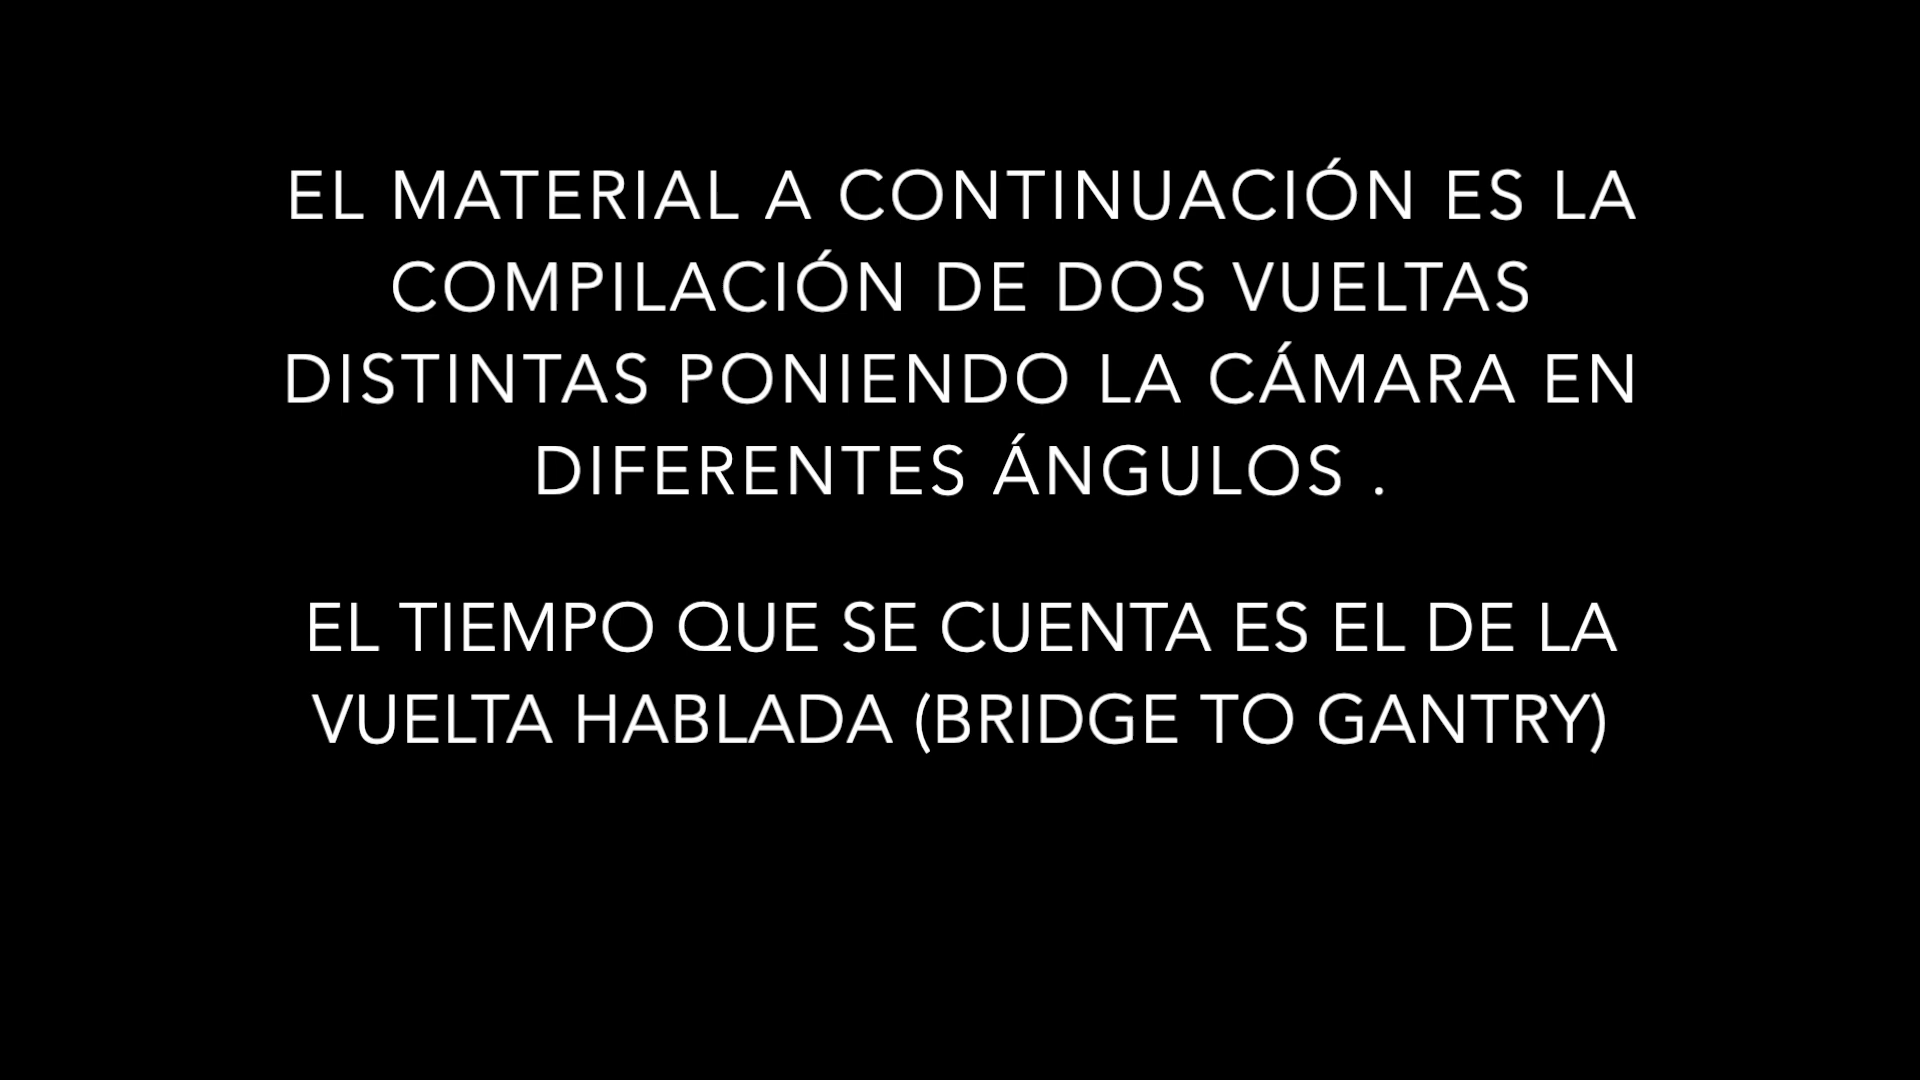 EL MATERIAL A CONTINUACIÓN ES LA
COMPILACIÓN DE DOS VUELTAS
DISTINTAS PONIENDO LA CÁMARA EN
DIFERENTES ÁNGULOS .
EL TIEMPO QUE SE CUENTA ES EL DE LA
VUELTA HABLADA (BRIDGE TO GANTRY)